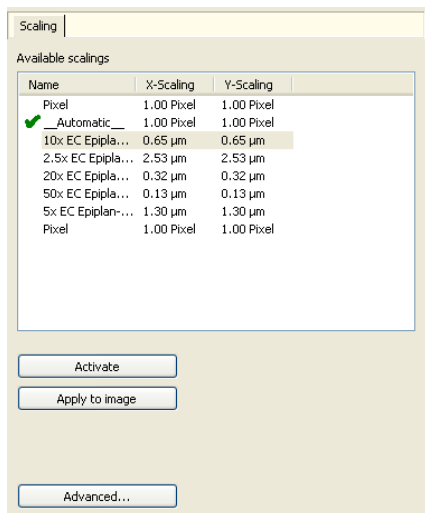 Scaling
Available scalings
Name X-Scaling Y-Scaling
Pixel 1.00 Pixel 1.00 Pixel
__Automatic__ 1.00 Pixel 1.00 Pixel
10x EC Epipla... 0.65 µm 0.65 µm
2.5x EC Epipla... 2.53 µm 2.53 µm
20x EC Epipla... 0.32 µm 0.32 µm
50x EC Epipla... 0.13 µm 0.13 µm
5x EC Epiplan-... 1.30 µm 1.30 µm
Pixel 1.00 Pixel 1.00 Pixel
Activate
Apply to image
Advanced...